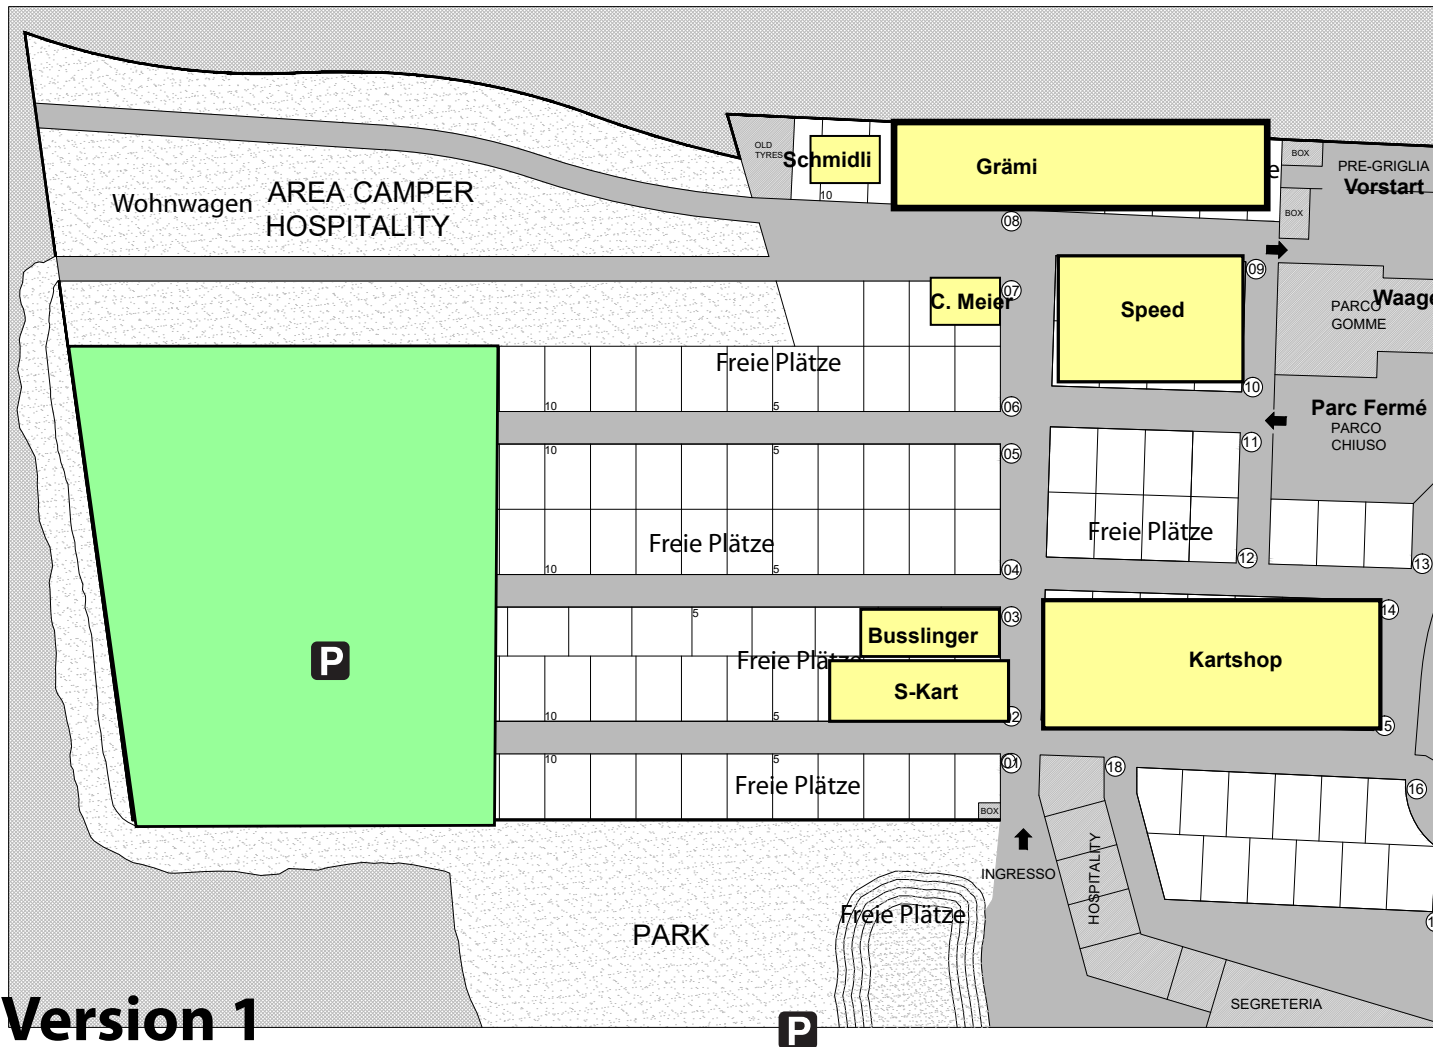 OLD
TYRES
Schmidli
10
Grämi
BOX
PRE-GRIGLIA
Vorstart
BOX
Wohnwagen
AREA CAMPER
HOSPITALITY
08
09
07
C. Meier
Speed
PARCO
GOMME
Waage
Freie Plätze
10
5
06
10
Parc Fermé
PARCO
CHIUSO
10
5
05
11
Freie Plätze
Freie Plätze
10
5
04
12
13
5
03
14
Busslinger
Freie Plätze
Kartshop
P
S-Kart
10
5
02
15
10
5
01
18
Freie Plätze
16
BOX
INGRESSO
HOSPITALITY
Freie Plätze
PARK
SEGRETERIA
Version 1
P